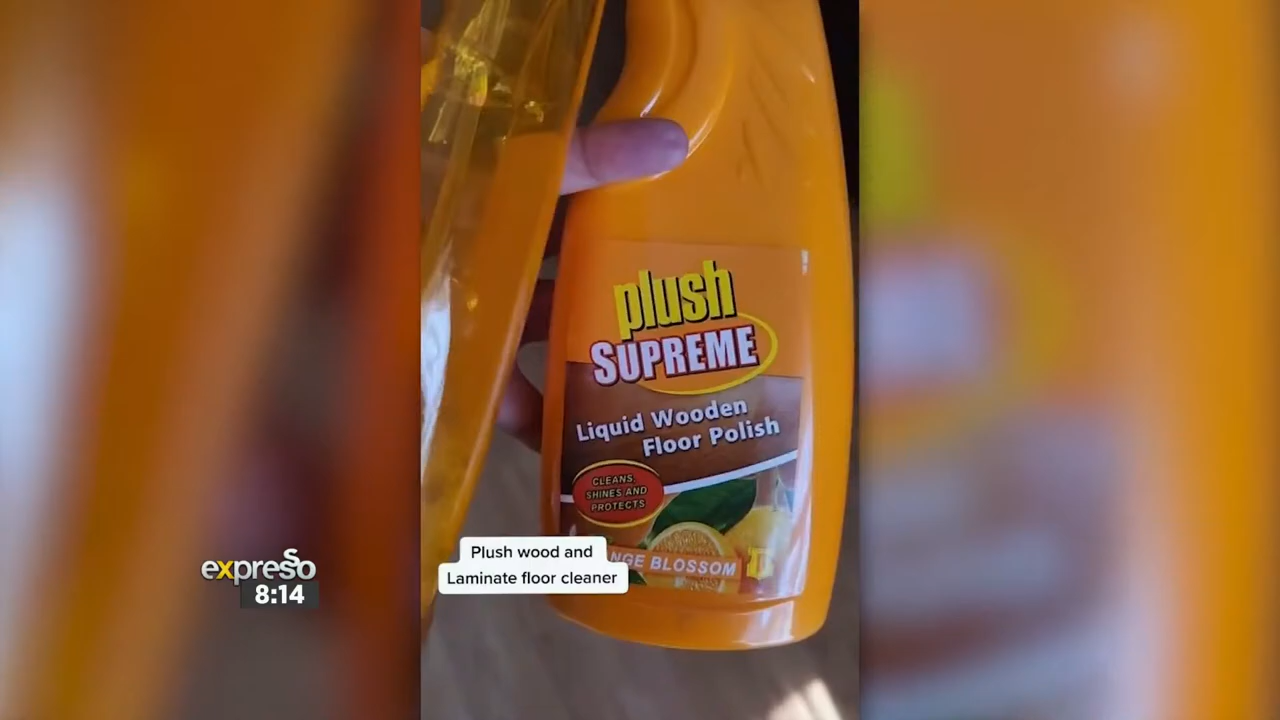 plush
SUPREME
Liquid Wooden
Floor Polish
CLEANS,
SHINES AND
PROTECTS
NGE BLOSSOM
Plush wood and
Laminate floor cleaner
expresso
8:14